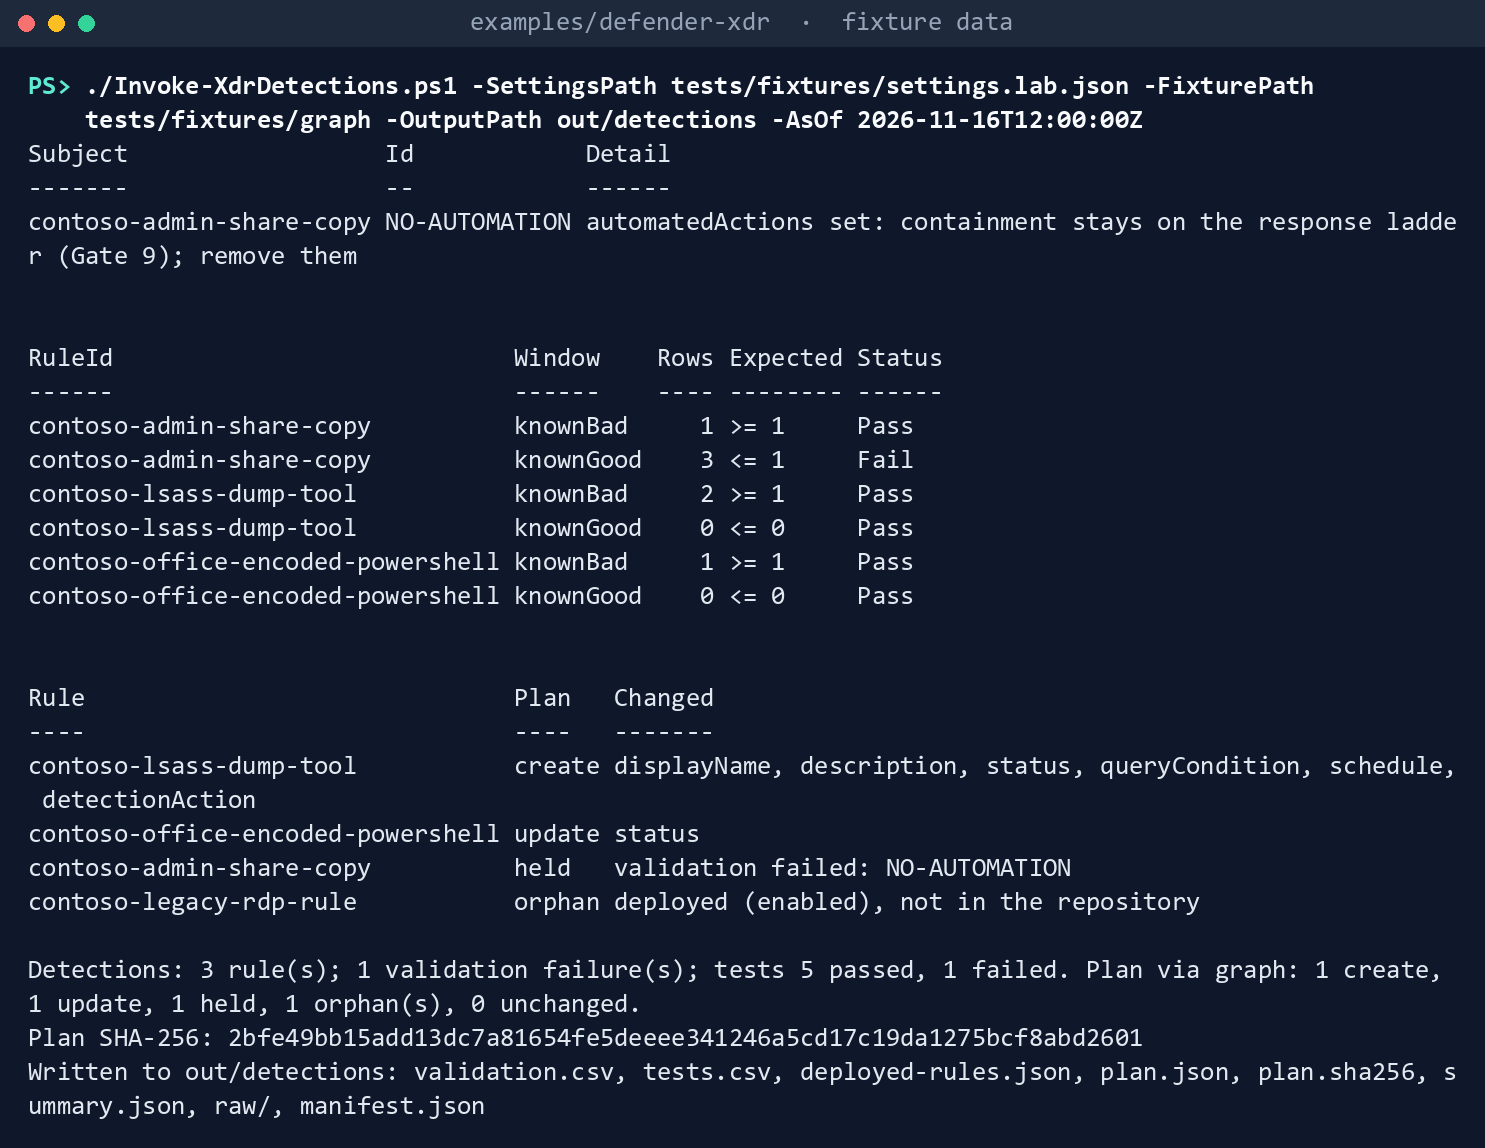 examples/defender-xdr · fixture data
PS> ./Invoke-XdrDetections.ps1 -SettingsPath tests/fixtures/settings.lab.json -FixturePath
    tests/fixtures/graph -OutputPath out/detections -AsOf 2026-11-16T12:00:00Z
Subject                  Id            Detail
-------                  --            ------
contoso-admin-share-copy NO-AUTOMATION automatedActions set: containment stays on the response ladde
r (Gate 9); remove them
RuleId                            Window    Rows Expected Status
------                            ------    ---- -------- ------
contoso-admin-share-copy          knownBad     1 >= 1     Pass
contoso-admin-share-copy          knownGood    3 <= 1     Fail
contoso-lsass-dump-tool           knownBad     2 >= 1     Pass
contoso-lsass-dump-tool           knownGood    0 <= 0     Pass
contoso-office-encoded-powershell knownBad     1 >= 1     Pass
contoso-office-encoded-powershell knownGood    0 <= 0     Pass
Rule                              Plan   Changed
----                              ----   -------
contoso-lsass-dump-tool           create displayName, description, status, queryCondition, schedule,
 detectionAction
contoso-office-encoded-powershell update status
contoso-admin-share-copy          held   validation failed: NO-AUTOMATION
contoso-legacy-rdp-rule           orphan deployed (enabled), not in the repository
Detections: 3 rule(s); 1 validation failure(s); tests 5 passed, 1 failed. Plan via graph: 1 create,
1 update, 1 held, 1 orphan(s), 0 unchanged.
Plan SHA-256: 2bfe49bb15add13dc7a81654fe5deeee341246a5cd17c19da1275bcf8abd2601
Written to out/detections: validation.csv, tests.csv, deployed-rules.json, plan.json, plan.sha256, s
ummary.json, raw/, manifest.json